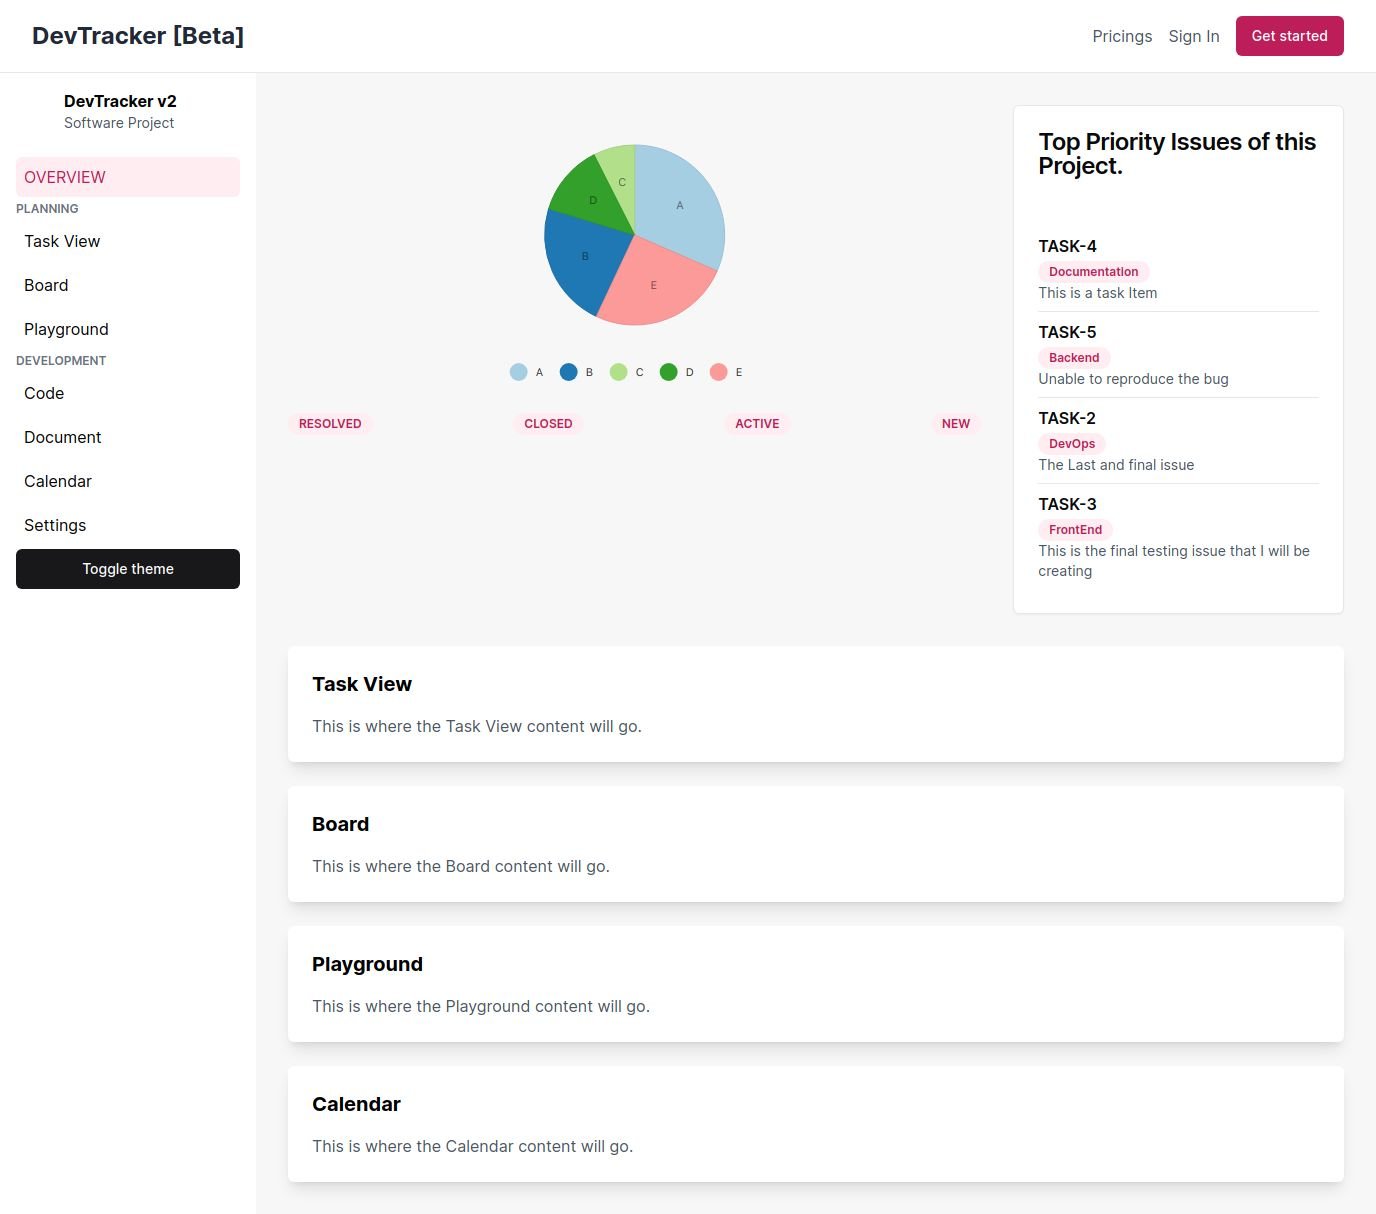 DevTracker [Beta]
Pricings
Sign In
Get started
DevTracker v2
Software Project
OVERVIEW
PLANNING
Task View
Board
Playground
DEVELOPMENT
Code
Document
Calendar
Settings
Toggle theme
A
B
C
D
E
A B C D E
RESOLVED CLOSED ACTIVE NEW
Top Priority Issues of this
Project.
TASK-4
Documentation
This is a task Item
TASK-5
Backend
Unable to reproduce the bug
TASK-2
DevOps
The Last and final issue
TASK-3
FrontEnd
This is the final testing issue that I will be
creating
Task View
This is where the Task View content will go.
Board
This is where the Board content will go.
Playground
This is where the Playground content will go.
Calendar
This is where the Calendar content will go.